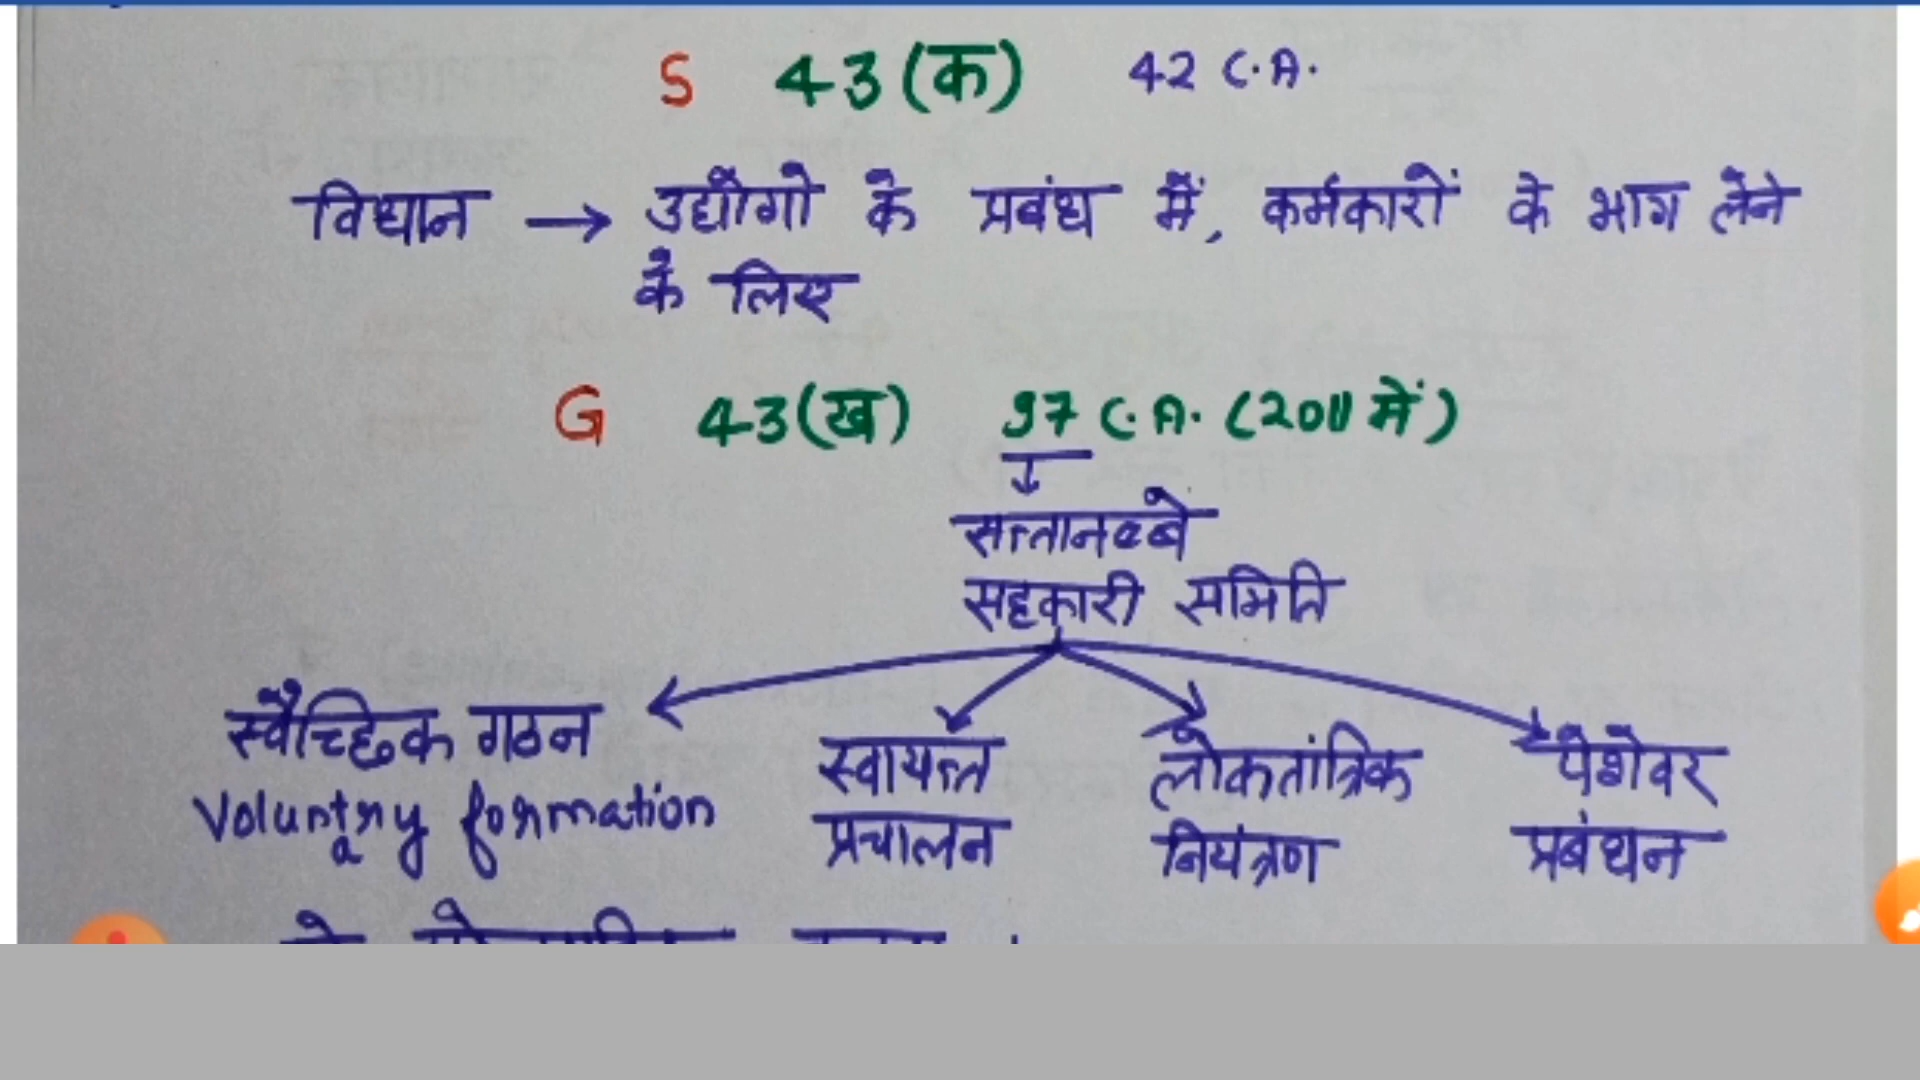 S 43(क) 42 C.A.
विधान → उद्योगो के प्रबंध में, कर्मकारों के भाग लेने
के लिए
G 43(ख) 97 C.A. (2011 में)
सत्तानवे
सहकारी समिति
स्वैच्छिक गठन
Voluntary formation
स्वायत्त
प्रचालन
लोकतांत्रिक
नियंत्रण
पेशेवर
प्रबंधन